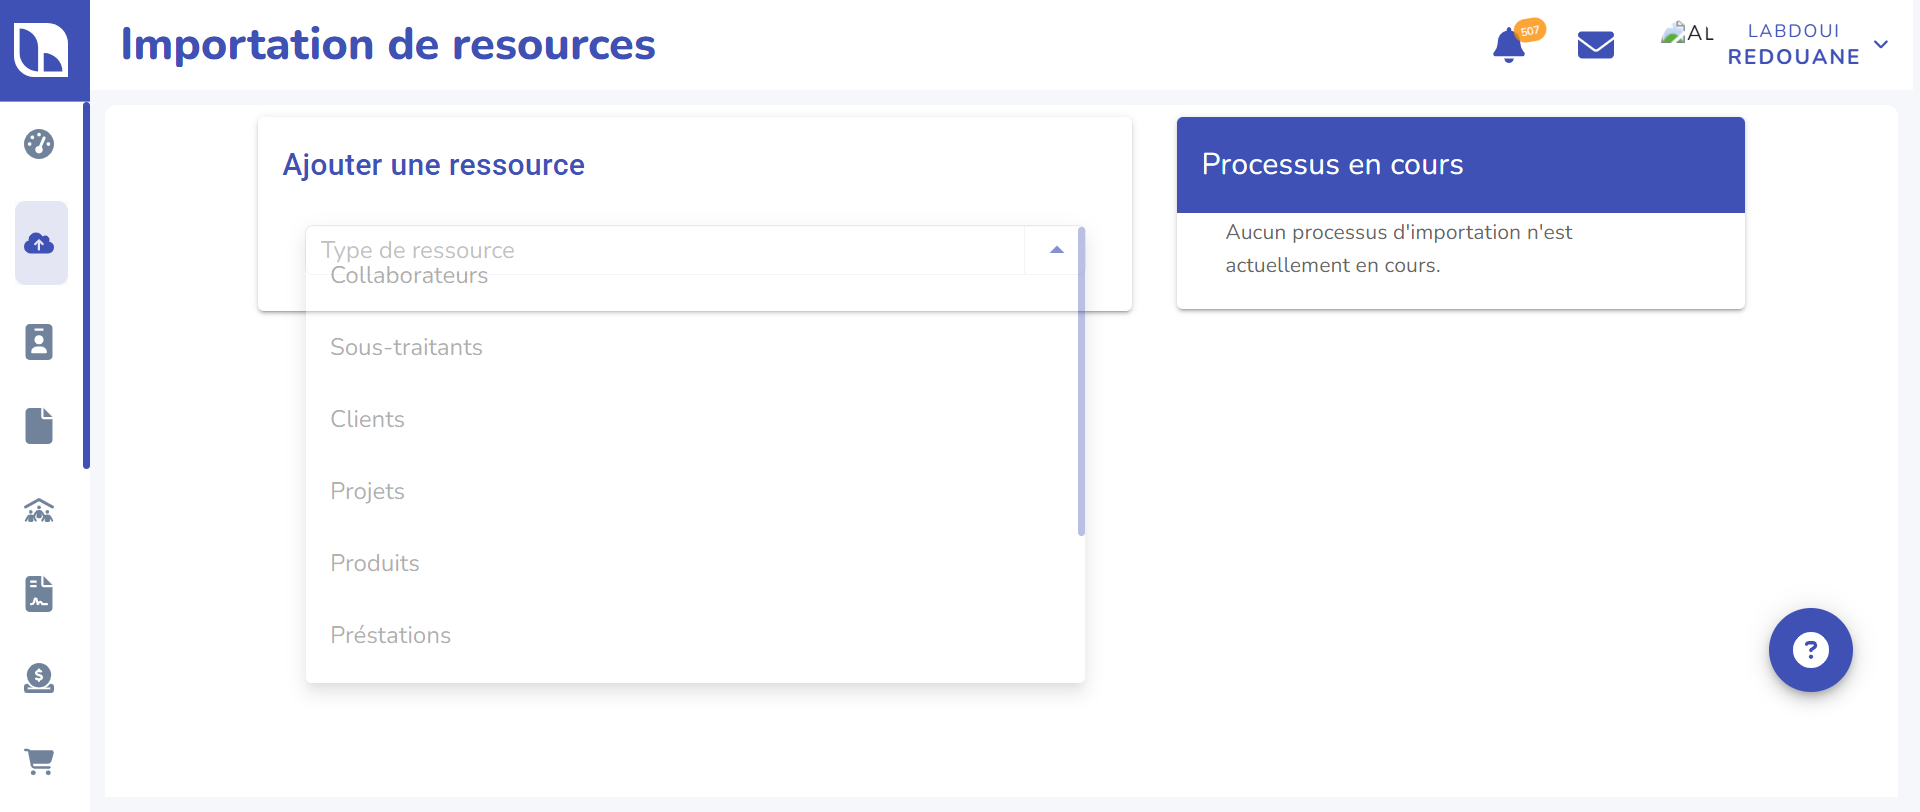 Importation de resources
507
AL
LABDOUI
REDOUANE
Ajouter une ressource
Type de ressource
Collaborateurs
Sous-traitants
Clients
Projets
Produits
Préstations
Processus en cours
Aucun processus d'importation n'est
actuellement en cours.
?